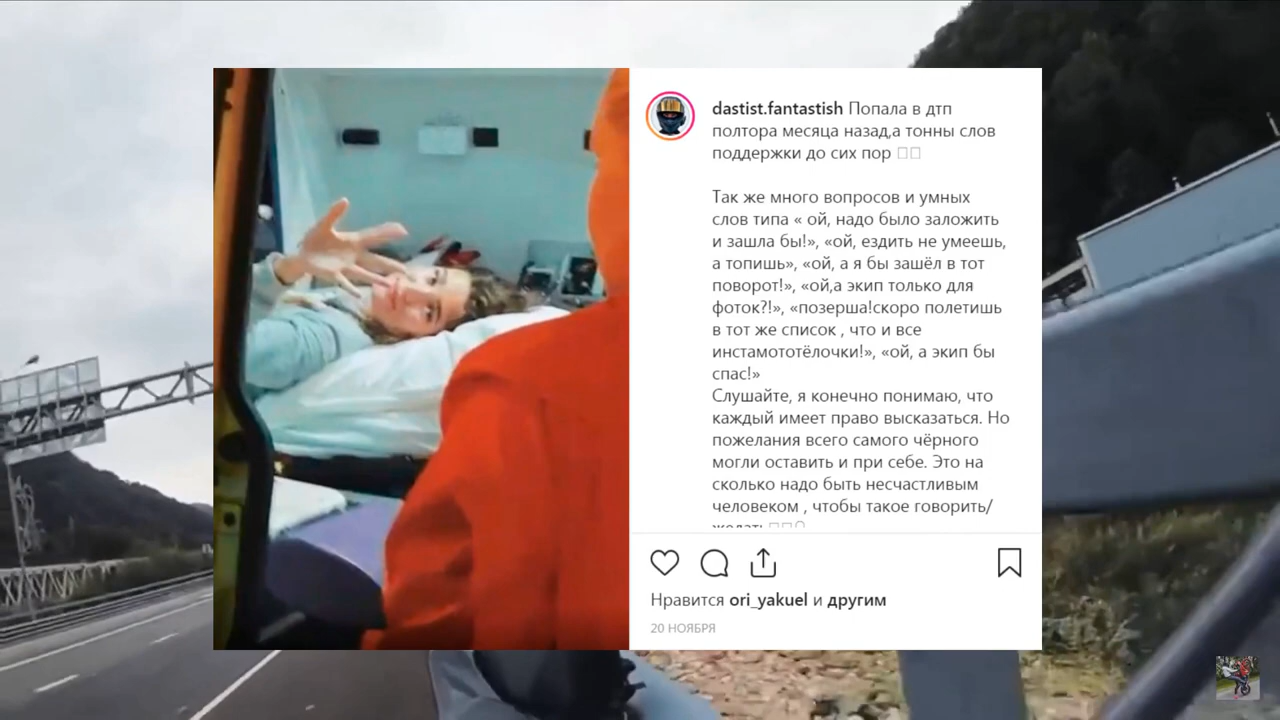 dastist.fantastish Попала в дтп
полтора месяца назад,а тонны слов
поддержки до сих пор
Так же много вопросов и умных
слов типа « ой, надо было заложить
и зашла бы!», «ой, ездить не умеешь,
а топишь», «ой, а я бы зашёл в тот
поворот!», «ой,а экип только для
фоток?!», «позерша!скоро полетишь
в тот же список , что и все
инстамототёлочки!», «ой, а экип бы
спас!»
Слушайте, я конечно понимаю, что
каждый имеет право высказаться. Но
пожелания всего самого чёрного
могли оставить и при себе. Это на
сколько надо быть несчастливым
человеком , чтобы такое говорить/
желать
Нравится ori_yakuel и другим
20 НОЯБРЯ